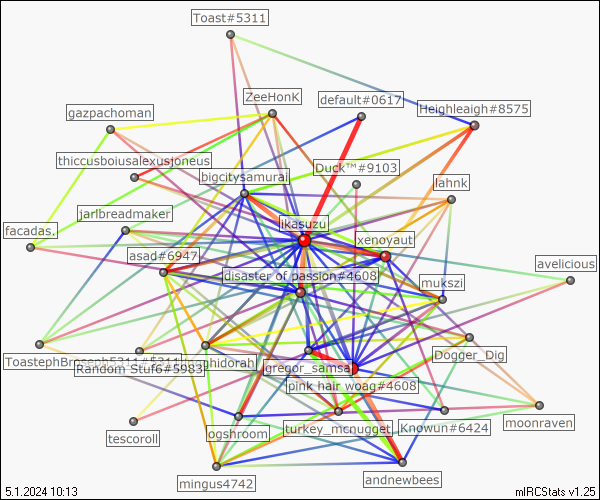 Toast#5311
ZeeHonK
default#0617
gazpachoman
Heighleaigh#8575
thiccusboiusalexusjoneus
Duck™#9103
bigcitysamurai
lahnk
jarlbreadmaker
ikasuzu
facadas.
xenoyaut
asad#6947
avelicious
disaster of passion#4608
mukszi
Dogger_Dig
Random Stuf6#5983
hidorah
gregor_samsa
pink hair woag#4608
moonraven
tescoroll
ogshroom
turkey_mcnugget
Knowun#6424
mingus4742
andnewbees
5.1.2024 10:13
mIRCStats v1.25